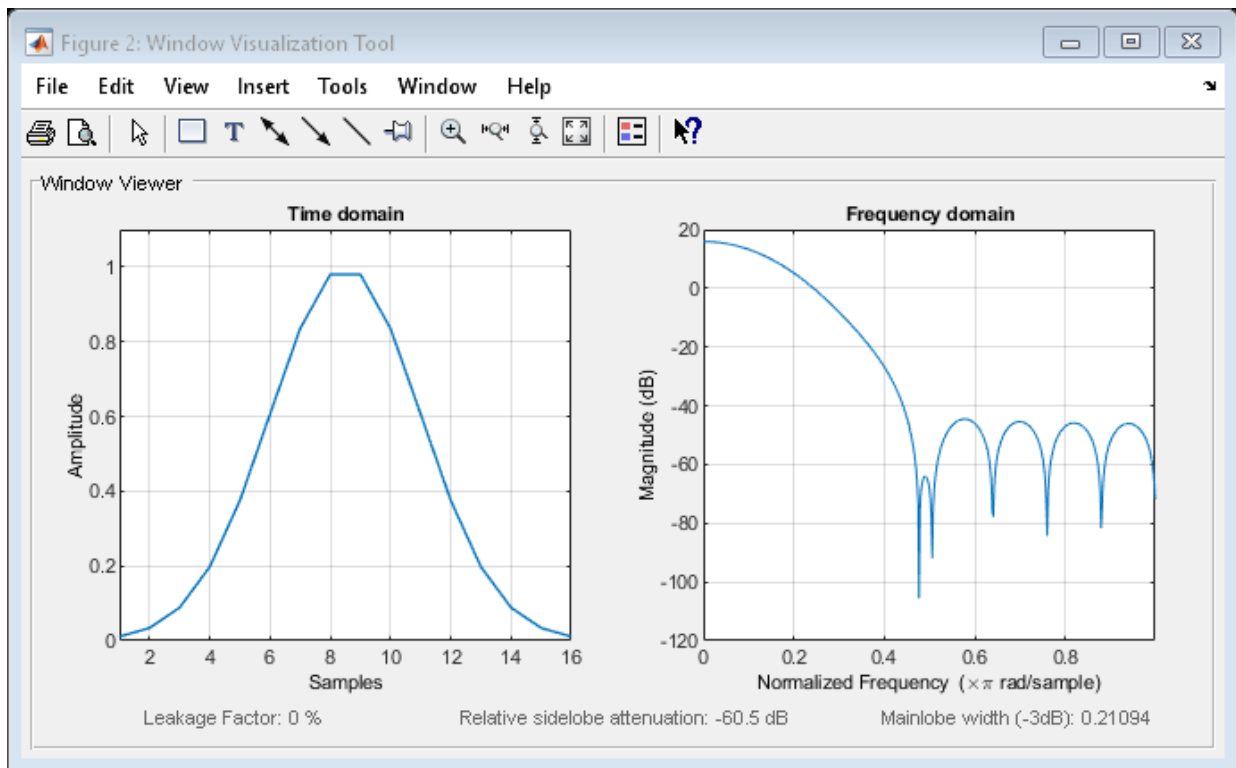 Figure 2: Window Visualization Tool
File Edit View Insert Tools Window Help
T
?
Window Viewer
Time domain
1
0.8
0.6
0.4
0.2
0
Amplitude
2 4 6 8 10 12 14 16
Samples
Frequency domain
20
0
-20
-40
-60
-80
-100
-120
Magnitude (dB)
0 0.2 0.4 0.6 0.8
Normalized Frequency (×π rad/sample)
Leakage Factor: 0 % Relative sidelobe attenuation: -60.5 dB Mainlobe width (-3dB): 0.21094